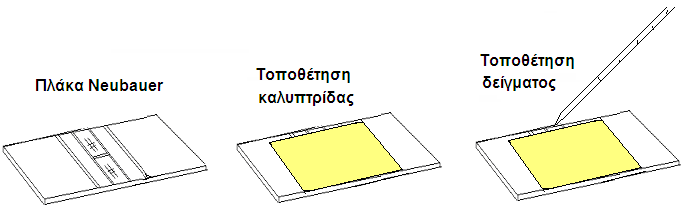 Πλάκα Neubauer
Τοποθέτηση
καλυπτρίδας
Τοποθέτηση
δείγματος